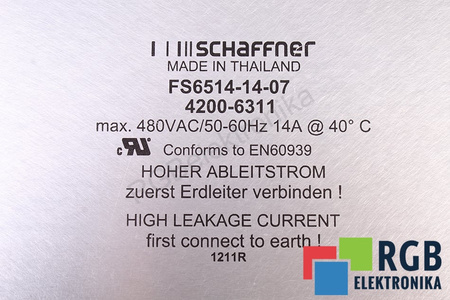 SCHAFFNER
MADE IN THAILAND
FS6514-14-07
4200-6311
max. 480VAC/50-60Hz 14A @ 40° C
c RU Conforms to EN60939
HOHER ABLEITSTROM
zuerst Erdleiter verbinden !
HIGH LEAKAGE CURRENT
first connect to earth !
1211R
RGB
ELEKTRONIKA